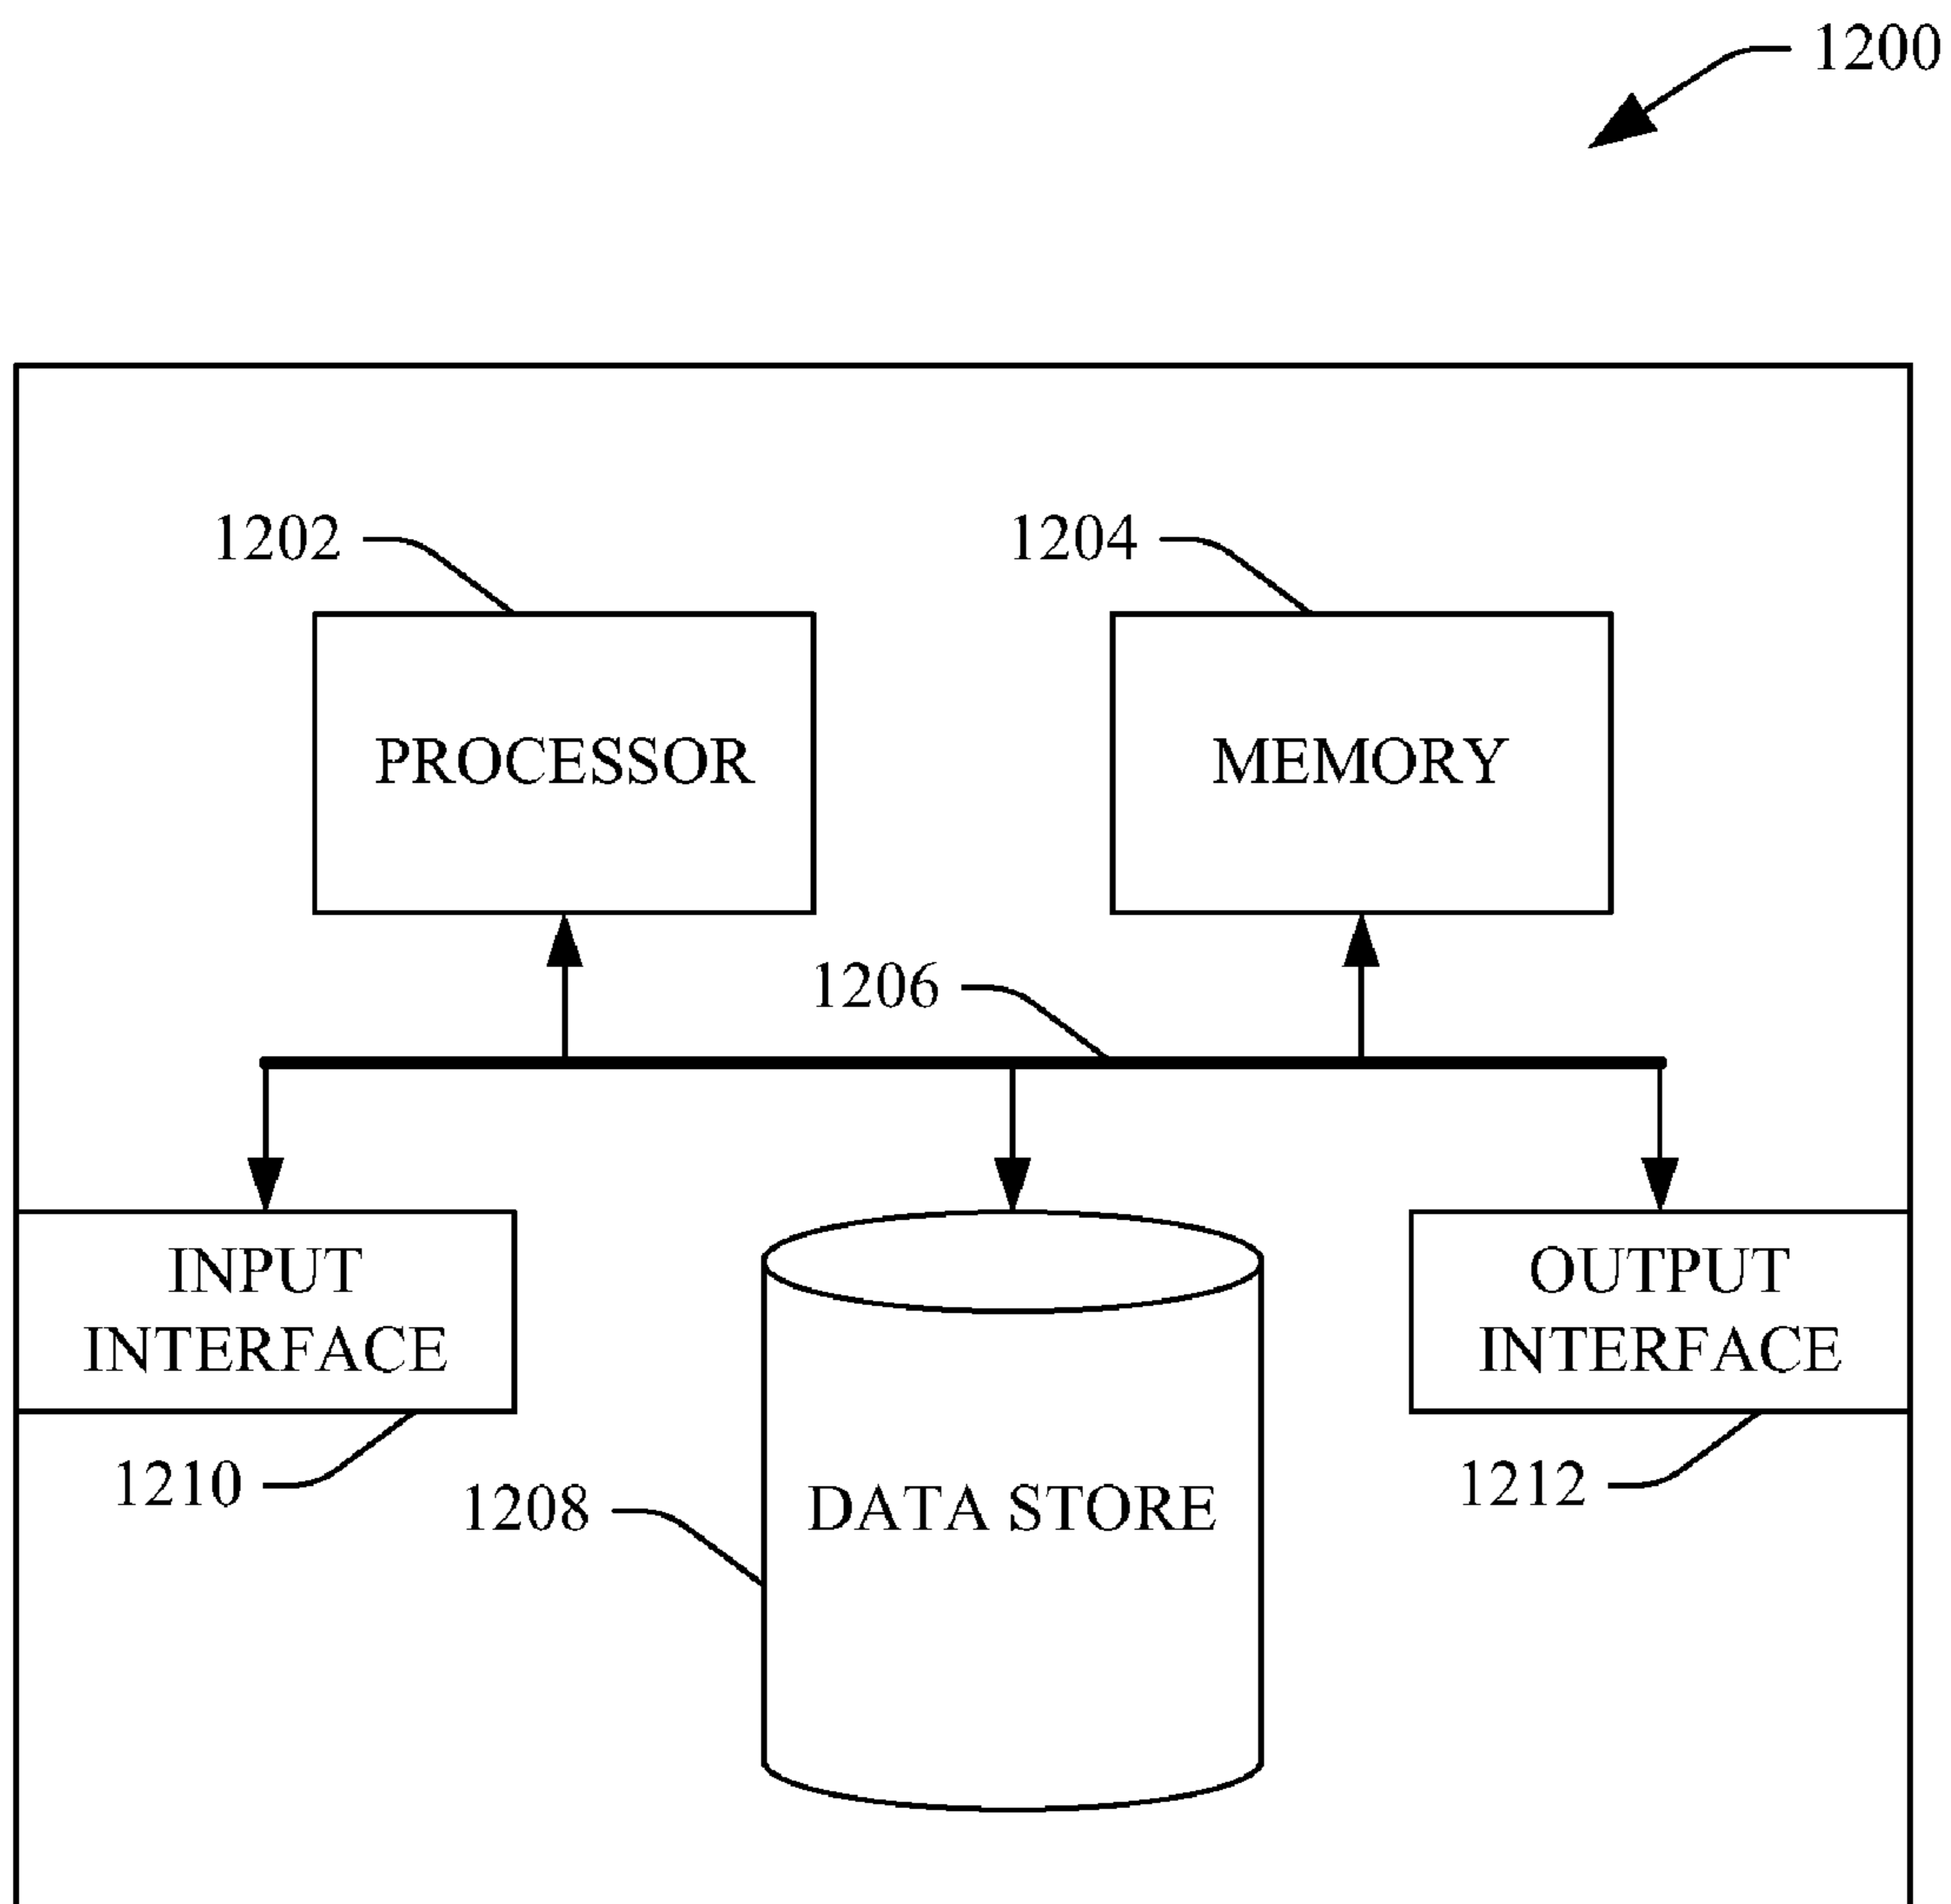 1200
1202
1204
PROCESSOR
MEMORY
1206
INPUT
INTERFACE
OUTPUT
INTERFACE
1210
1208
DATA STORE
1212